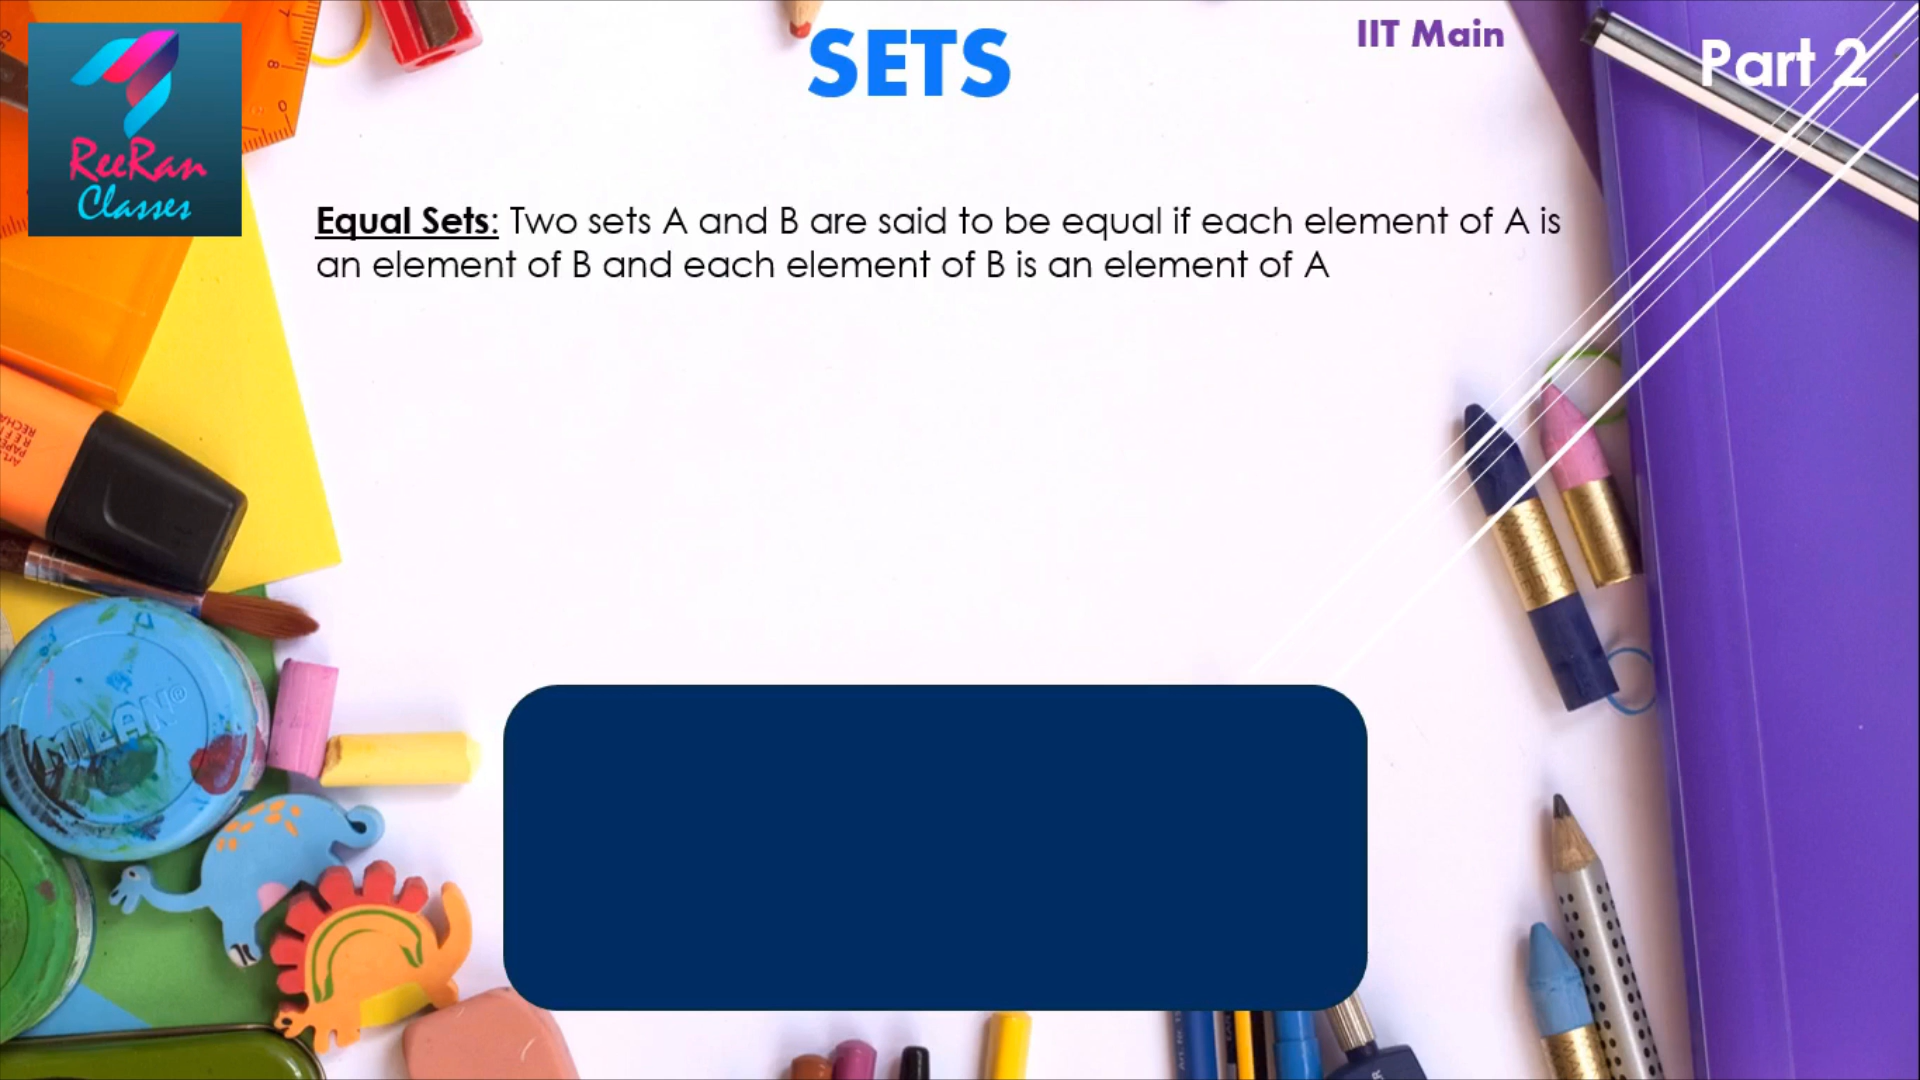 SETS
IIT Main
Part 2
ReeRan
Classes
Equal Sets: Two sets A and B are said to be equal if each element of A is
an element of B and each element of B is an element of A
MILAN®